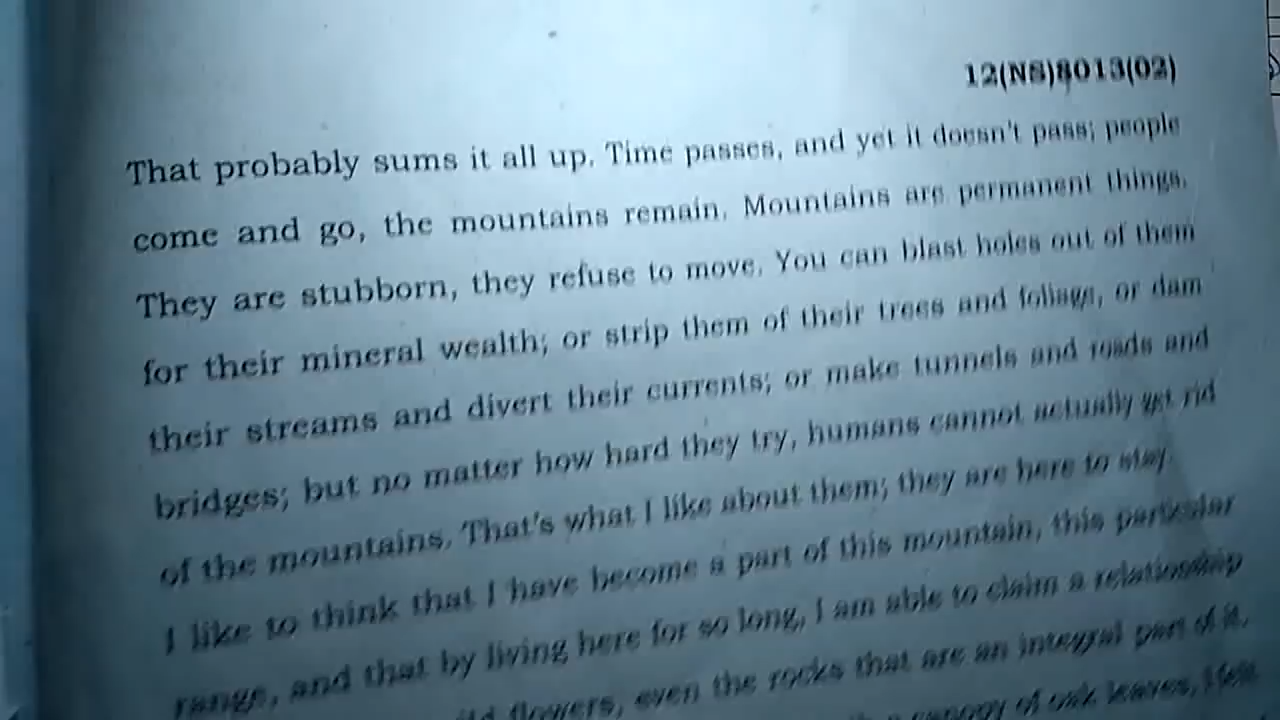 12(NS)8013(02)
That probably sums it all up. Time passes, and yet it doesn't pass; people
come and go, the mountains remain. Mountains are permanent things.
They are stubborn, they refuse to move. You can blast holes out of them
for their mineral wealth; or strip them of their trees and foliage, or dam
their streams and divert their currents; or make tunnels and roads and
bridges; but no matter how hard they try, humans cannot actually get rid
of the mountains. That's what I like about them; they are here to stay.
I like to think that I have become a part of this mountain, this particular
range, and that by living here for so long, I am able to claim a relationship
flowers, even the rocks that are an integral part of it.
canopy of oak leaves, I felt